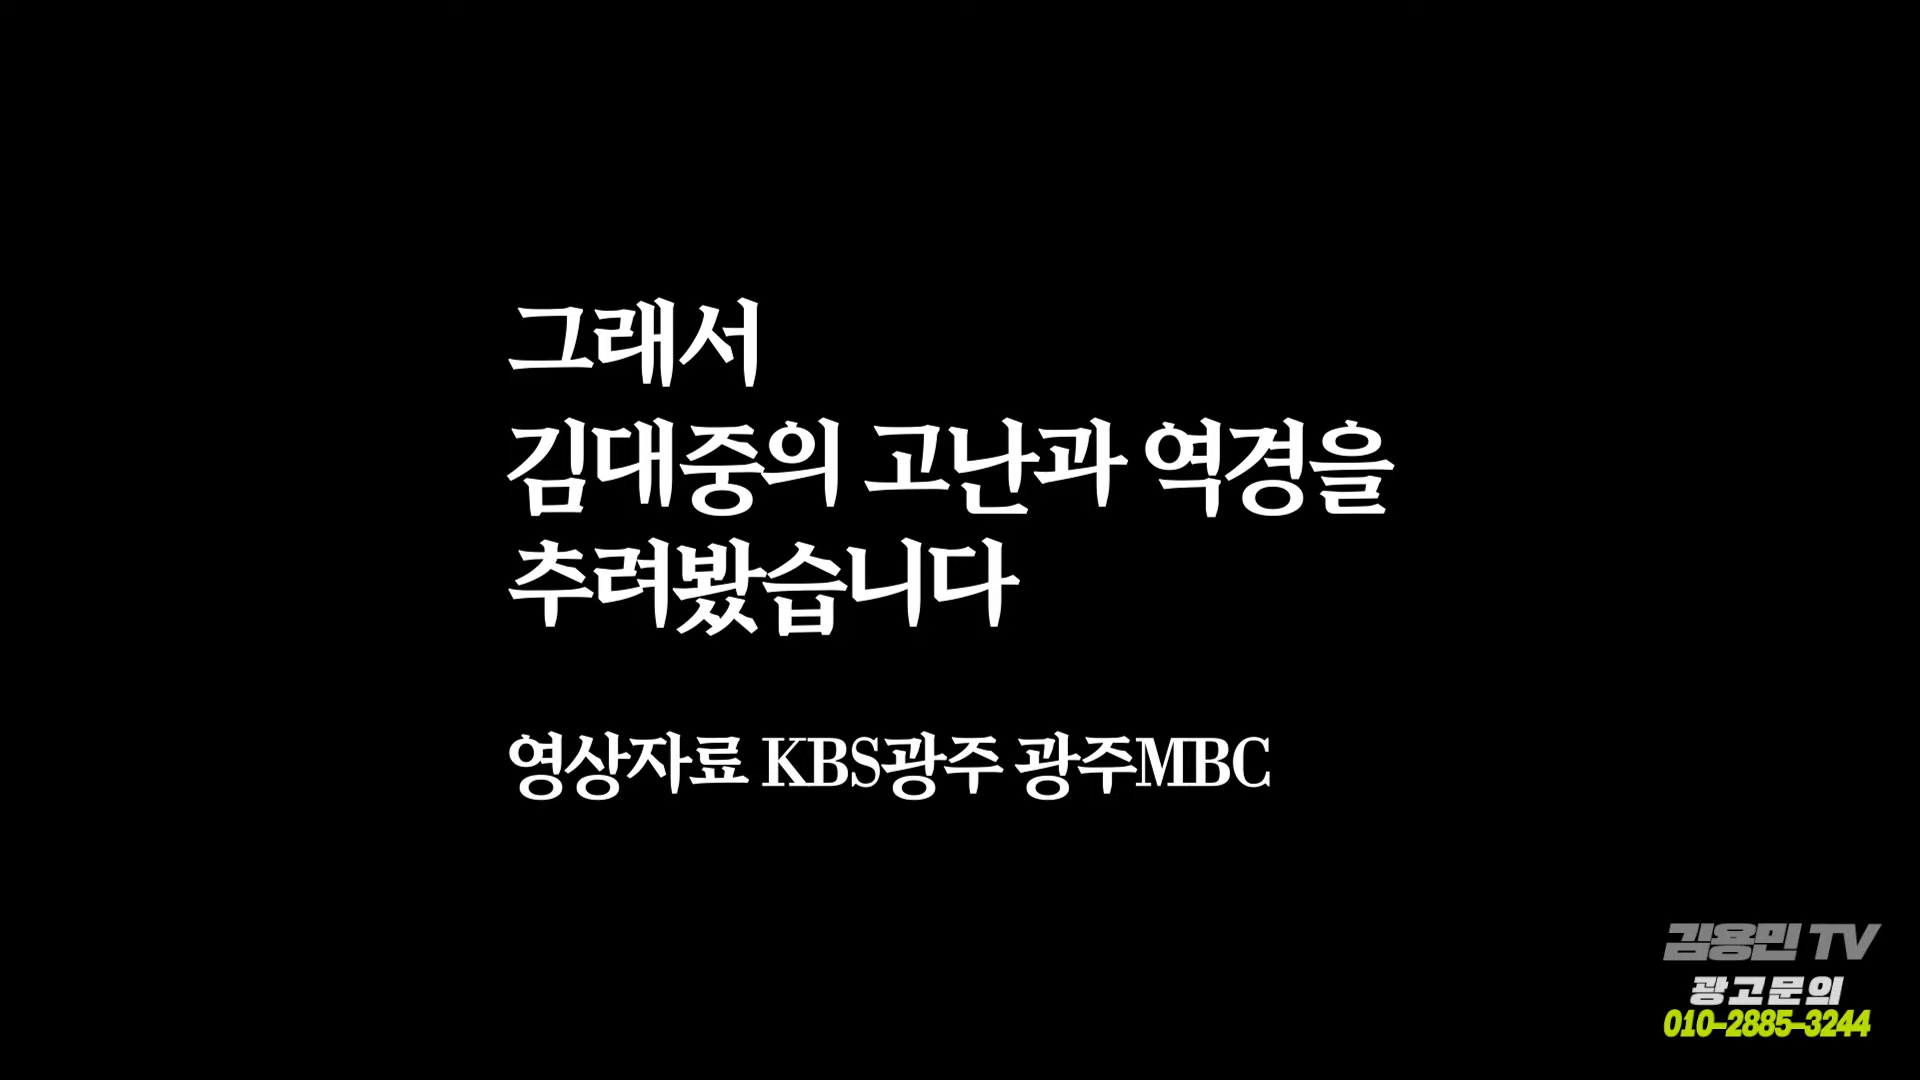 그래서
김대중의 고난과 역경을
추려봤습니다
영상자료 KBS광주 광주MBC
김용민 TV
광고문의
010-2885-3244